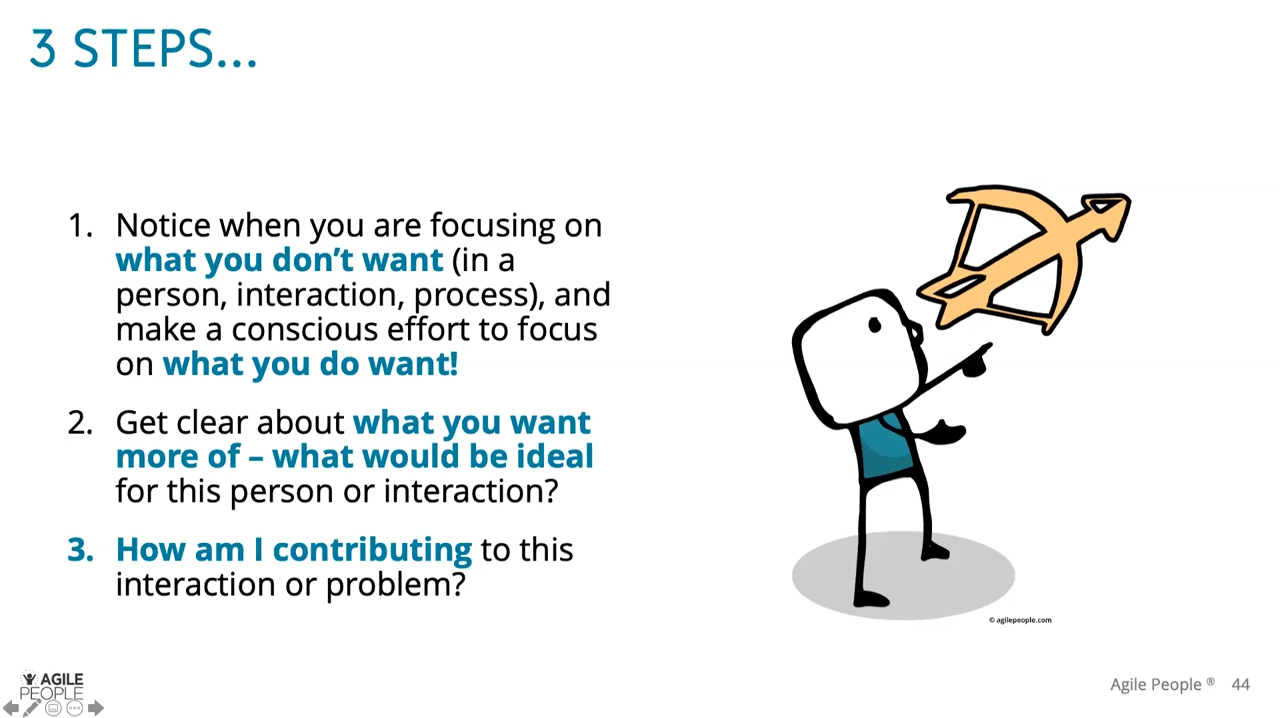 3 STEPS...
1. Notice when you are focusing on
what you don’t want (in a
person, interaction, process), and
make a conscious effort to focus
on what you do want!
2. Get clear about what you want
more of – what would be ideal
for this person or interaction?
3. How am I contributing to this
interaction or problem?
© agilepeople.com
AGILE
PEOPLE
Agile People ® 44